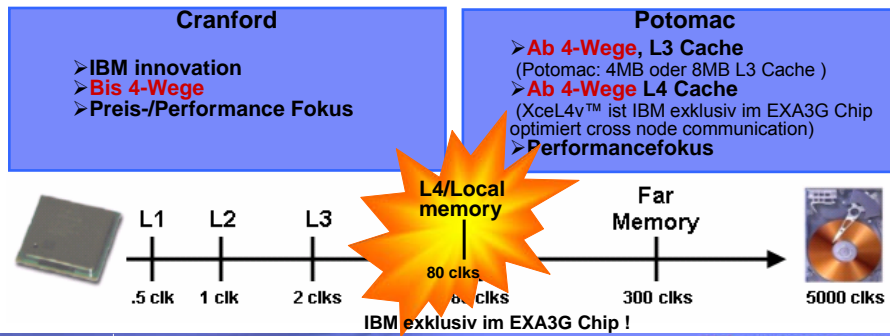 Cranford
➢IBM innovation
➢Bis 4-Wege
➢Preis-/Performance Fokus
Potomac
➢Ab 4-Wege, L3 Cache
(Potomac: 4MB oder 8MB L3 Cache )
➢Ab 4-Wege L4 Cache
(XceL4v™ ist IBM exklusiv im EXA3G Chip
optimiert cross node communication)
➢Performancefokus
L1
L2
L3
L4/Local
memory
Far
Memory
.5 clk
1 clk
2 clks
80 clks
300 clks
5000 clks
IBM exklusiv im EXA3G Chip !